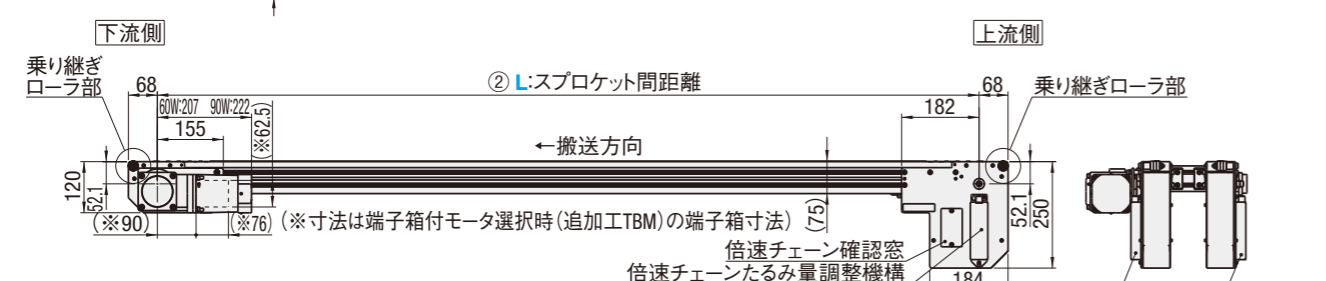 下流側
上流側
乗り継ぎ
ローラ部
68
② L:スプロケット間距離
68
乗り継ぎローラ部
60W:207 90W:222
155
(※62.5)
182
←搬送方向
120
52.1
(※90)
(※76)
(※寸法は端子箱付モータ選択時(追加工TBM)の端子箱寸法)
(75)
52.1
250
倍速チェーン確認窓
倍速チェーンたるみ量調整機構
184